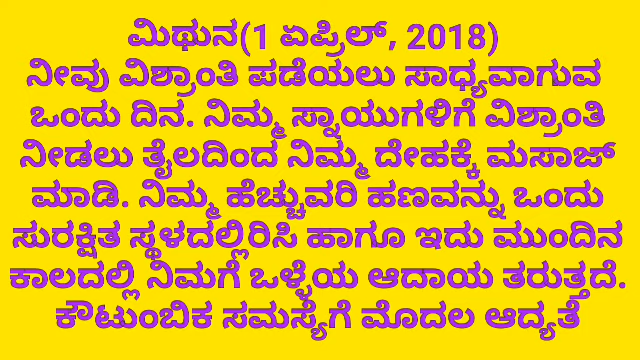 ಮಿಥುನ(1 ಏಪ್ರಿಲ್, 2018)
ನೀವು ವಿಶ್ರಾಂತಿ ಪಡೆಯಲು ಸಾಧ್ಯವಾಗುವ
ಒಂದು ದಿನ. ನಿಮ್ಮ ಸ್ನಾಯುಗಳಿಗೆ ವಿಶ್ರಾಂತಿ
ನೀಡಲು ತೈಲದಿಂದ ನಿಮ್ಮ ದೇಹಕ್ಕೆ ಮಸಾಜ್
ಮಾಡಿ. ನಿಮ್ಮ ಹೆಚ್ಚುವರಿ ಹಣವನ್ನು ಒಂದು
ಸುರಕ್ಷಿತ ಸ್ಥಳದಲ್ಲಿರಿಸಿ ಹಾಗೂ ಇದು ಮುಂದಿನ
ಕಾಲದಲ್ಲಿ ನಿಮಗೆ ಒಳ್ಳೆಯ ಆದಾಯ ತರುತ್ತದೆ.
ಕೌಟುಂಬಿಕ ಸಮಸ್ಯೆಗೆ ಮೊದಲ ಆದ್ಯತೆ